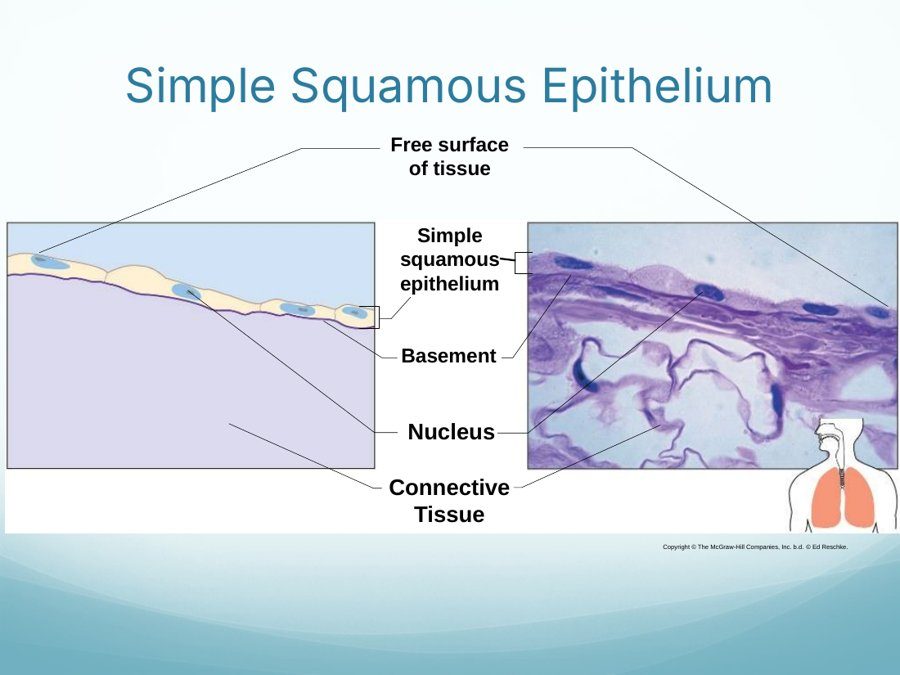 Simple Squamous Epithelium
Free surface
of tissue
Simple
squamous
epithelium
Basement
Nucleus
Connective
Tissue
Copyright © The McGraw-Hill Companies, Inc. b.d. © Ed Reschke.